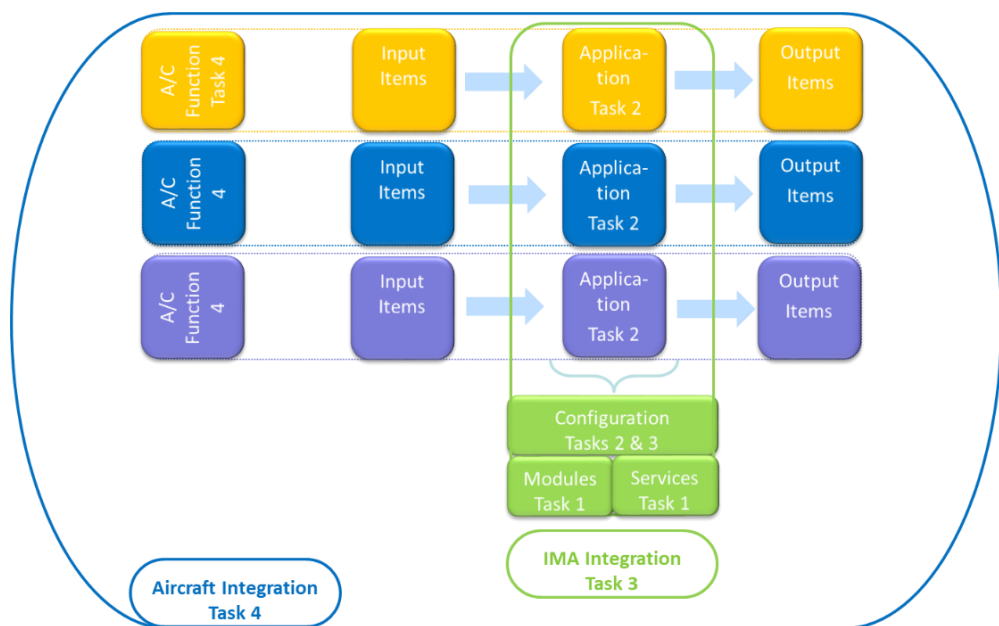 A/C
Function
Task 4
Input
Items
Applica-
tion
Task 2
Output
Items
A/C
Function
4
Input
Items
Applica-
tion
Task 2
Output
Items
A/C
Function
4
Input
Items
Applica-
tion
Task 2
Output
Items
Configuration
Tasks 2 & 3
Modules
Task 1
Services
Task 1
IMA Integration
Task 3
Aircraft Integration
Task 4